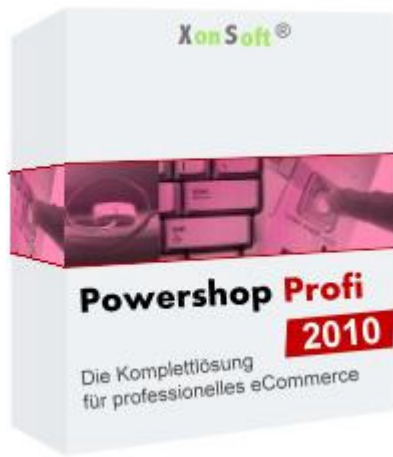 XonSoft®
Powershop Profi
2010
Die Komplettlösung
für professionelles eCommerce